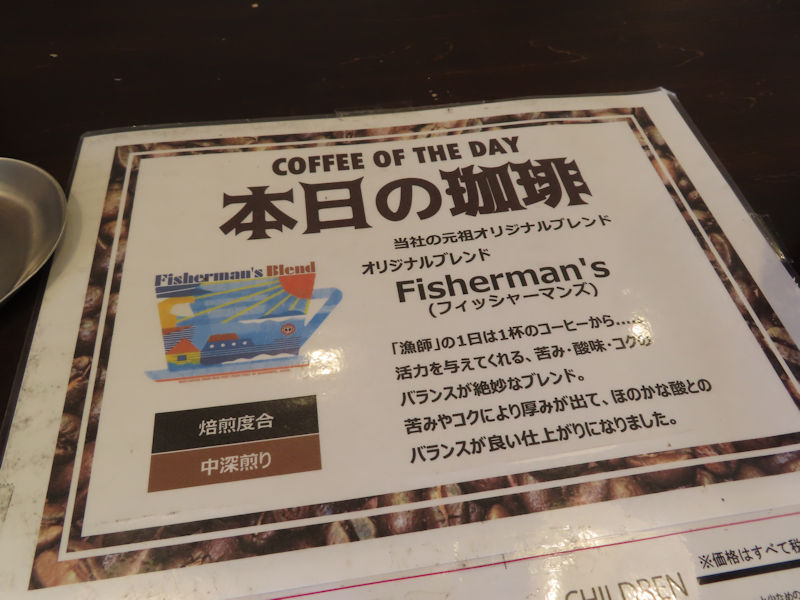 COFFEE OF THE DAY
本日の珈琲
当社の元祖オリジナルブレンド
オリジナルブレンド
Fisherman's
(フィッシャーマンズ)
Fisherman's Blend
「漁師」の1日は1杯のコーヒーから.....
活力を与えてくれる、苦み・酸味・コクの
バランスが絶妙なブレンド。
苦みやコクにより厚みが出て、ほのかな酸との
バランスが良い仕上がりになりました。
焙煎度合
中深煎り
※価格はすべて税
CHILDREN